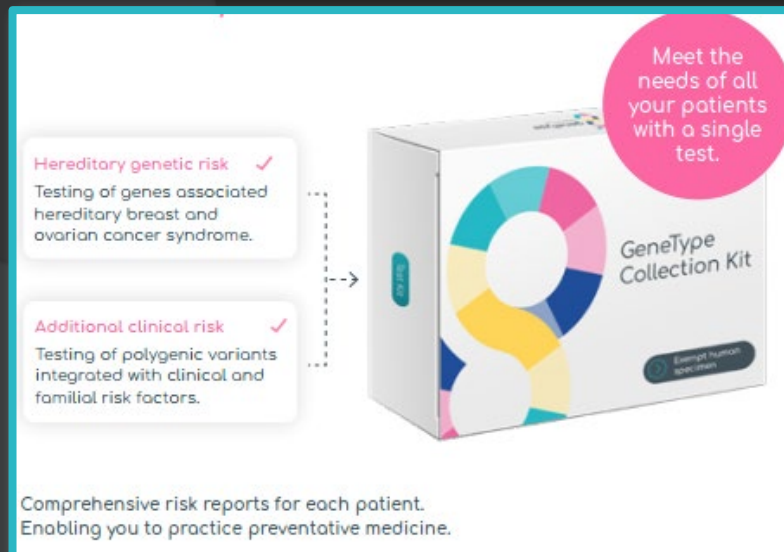 Meet the
needs of all
your patients
with a single
test.
Hereditary genetic risk
Testing of genes associated
hereditary breast and
ovarian cancer syndrome.
Additional clinical risk
Testing of polygenic variants
integrated with clinical and
familial risk factors.
Test Kit
GeneType
Collection Kit
Exempt human
specimen
Comprehensive risk reports for each patient.
Enabling you to practice preventative medicine.